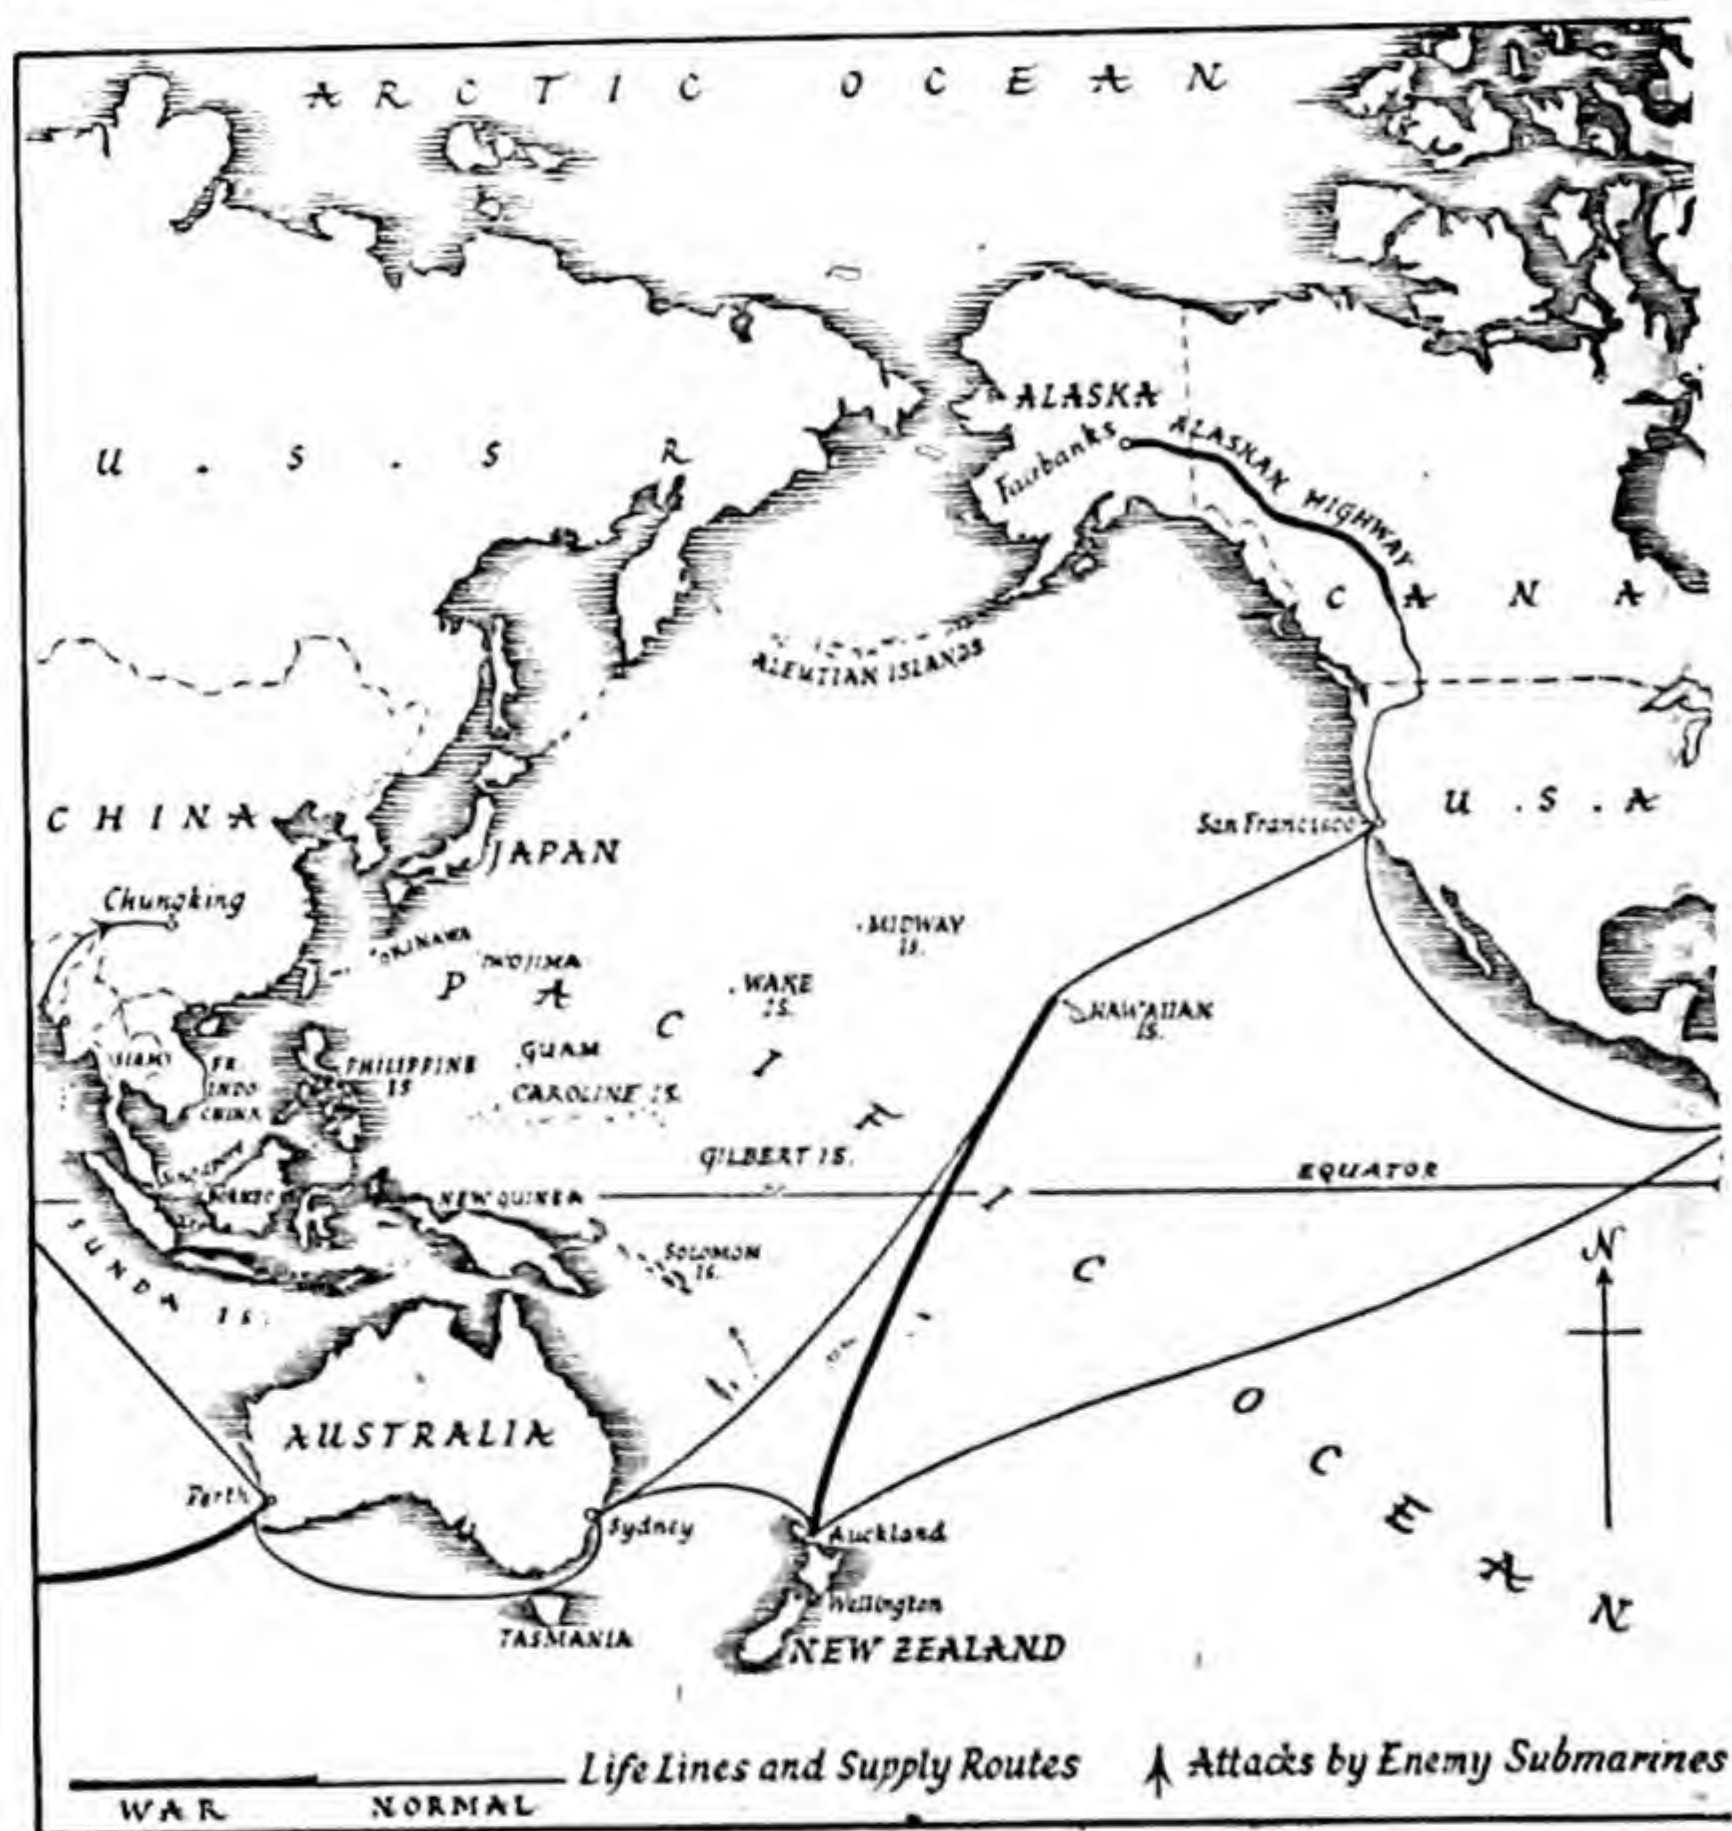 ARCTIC OCEAN
ALASKA
Fairbanks
ALASKAN HIGHWAY
U.S.S R
CANA
ALEUTIAN ISLANDS
CHINA
U.S.A
San Francisco
JAPAN
Chungking
MIDWAY
IS.
OKINAWA
IWOJIMA
WAKE
IS.
HAWAIIAN
IS.
PACIFIC
OCEAN
SIAM
FR.
INDO
CHINA
PHILIPPINE
IS
GUAM
CAROLINE IS.
GILBERT IS.
EQUATOR
BORNEO
NEW GUINEA
SUNDA IS.
SOLOMON
IS.
N
AUSTRALIA
Perth
Sydney
Auckland
Wellington
TASMANIA
NEW ZEALAND
Life Lines and Supply Routes
Attacks by Enemy Submarines
WAR NORMAL